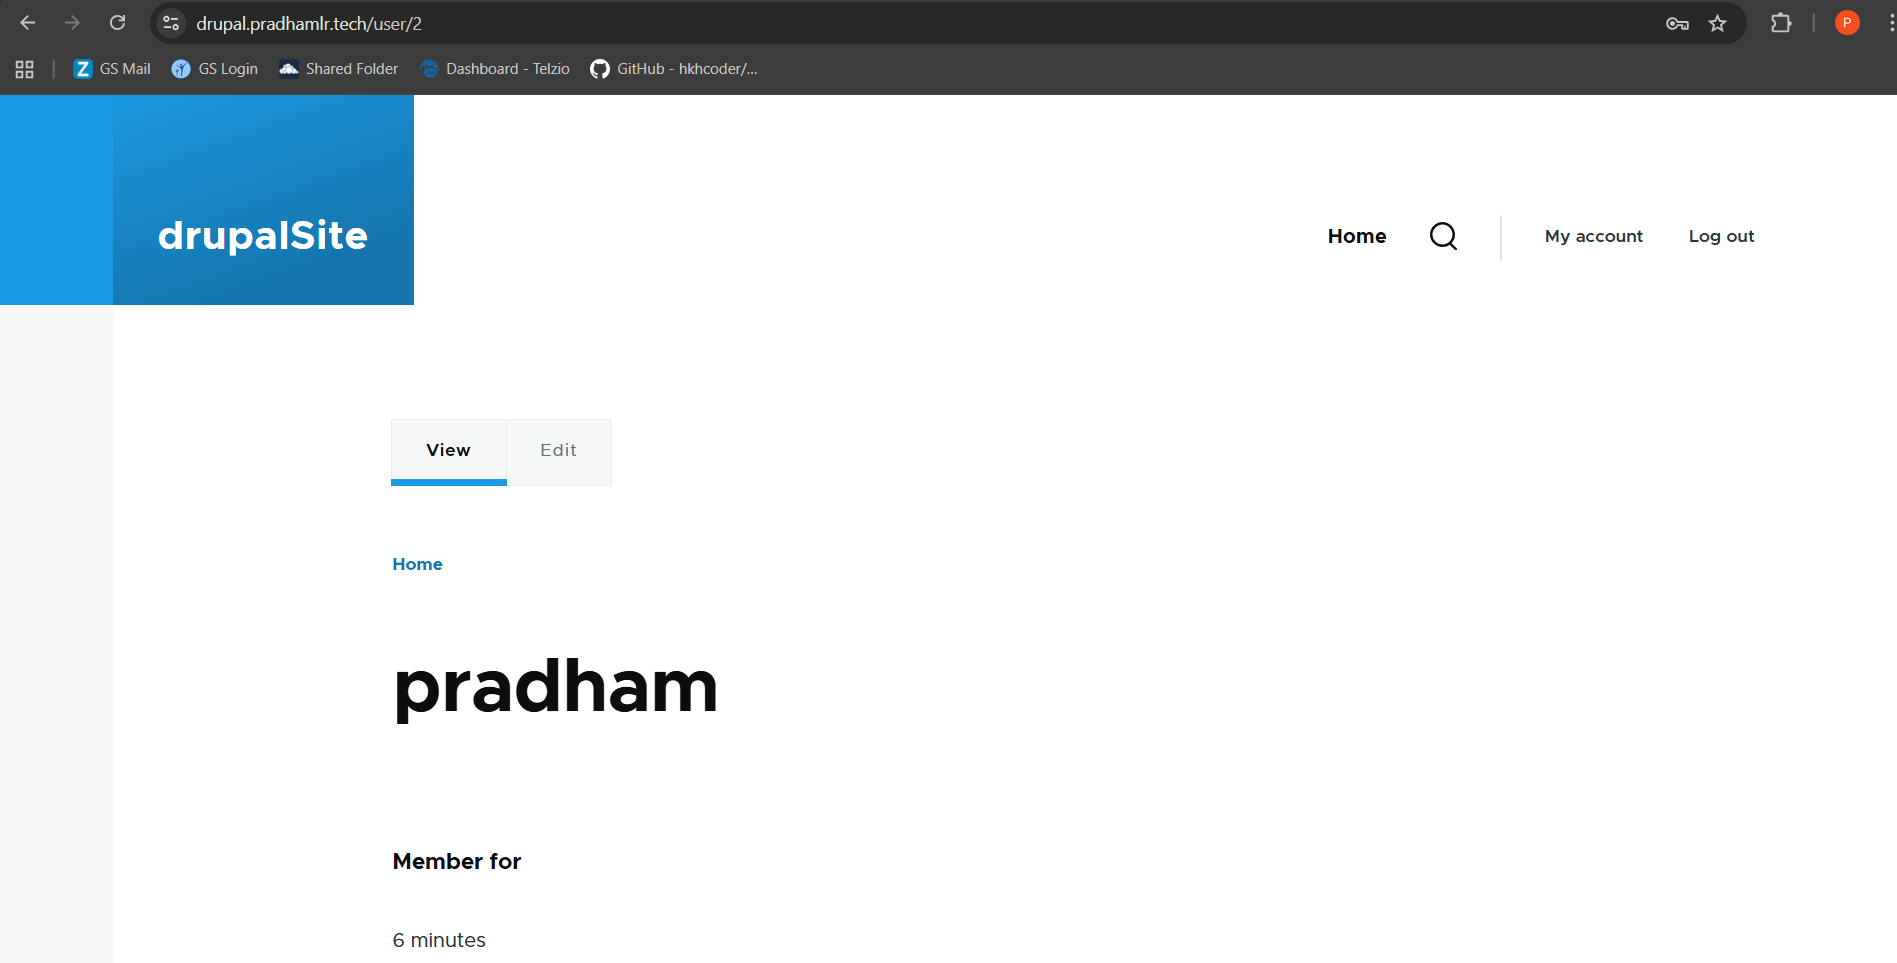 drupal.pradhamlr.tech/user/2
P
GS Mail GS Login Shared Folder Dashboard - Telzio GitHub - hkhcoder/...
drupalSite
Home My account Log out
View Edit
Home
pradham
Member for
6 minutes